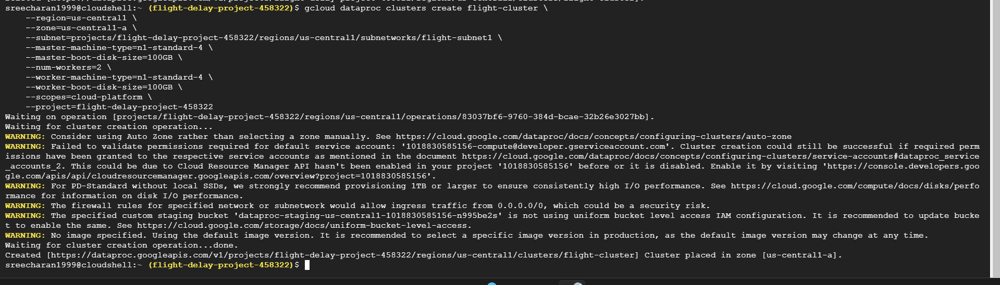 sreecharan1999@cloudshell:~ (flight-delay-project-458322)$ gcloud dataproc clusters create flight-cluster \
    --region=us-central1 \
    --zone=us-central1-a \
    --subnet=projects/flight-delay-project-458322/regions/us-central1/subnetworks/flight-subnet1 \
    --master-machine-type=n1-standard-4 \
    --master-boot-disk-size=100GB \
    --num-workers=2 \
    --worker-machine-type=n1-standard-4 \
    --worker-boot-disk-size=100GB \
    --scopes=cloud-platform \
    --project=flight-delay-project-458322
Waiting on operation [projects/flight-delay-project-458322/regions/us-central1/operations/83037bf6-9760-384d-bcae-32b26e3027bb].
Waiting for cluster creation operation...
WARNING: Consider using Auto Zone rather than selecting a zone manually. See https://cloud.google.com/dataproc/docs/concepts/configuring-clusters/auto-zone
WARNING: Failed to validate permissions required for default service account: '1018830585156-compute@developer.gserviceaccount.com'. Cluster creation could still be successful if required perm
issions have been granted to the respective service accounts as mentioned in the document https://cloud.google.com/dataproc/docs/concepts/configuring-clusters/service-accounts#dataproc_service
_accounts_2. This could be due to Cloud Resource Manager API hasn't been enabled in your project '1018830585156' before or it is disabled. Enable it by visiting 'https://console.developers.goo
gle.com/apis/api/cloudresourcemanager.googleapis.com/overview?project=1018830585156'.
WARNING: For PD-Standard without local SSDs, we strongly recommend provisioning 1TB or larger to ensure consistently high I/O performance. See https://cloud.google.com/compute/docs/disks/perfo
rmance for information on disk I/O performance.
WARNING: The firewall rules for specified network or subnetwork would allow ingress traffic from 0.0.0.0/0, which could be a security risk.
WARNING: The specified custom staging bucket 'dataproc-staging-us-central1-1018830585156-n995be2s' is not using uniform bucket level access IAM configuration. It is recommended to update bucke
t to enable the same. See https://cloud.google.com/storage/docs/uniform-bucket-level-access.
WARNING: No image specified. Using the default image version. It is recommended to select a specific image version in production, as the default image version may change at any time.
Waiting for cluster creation operation...done.
Created [https://dataproc.googleapis.com/v1/projects/flight-delay-project-458322/regions/us-central1/clusters/flight-cluster] Cluster placed in zone [us-central1-a].
sreecharan1999@cloudshell:~ (flight-delay-project-458322)$